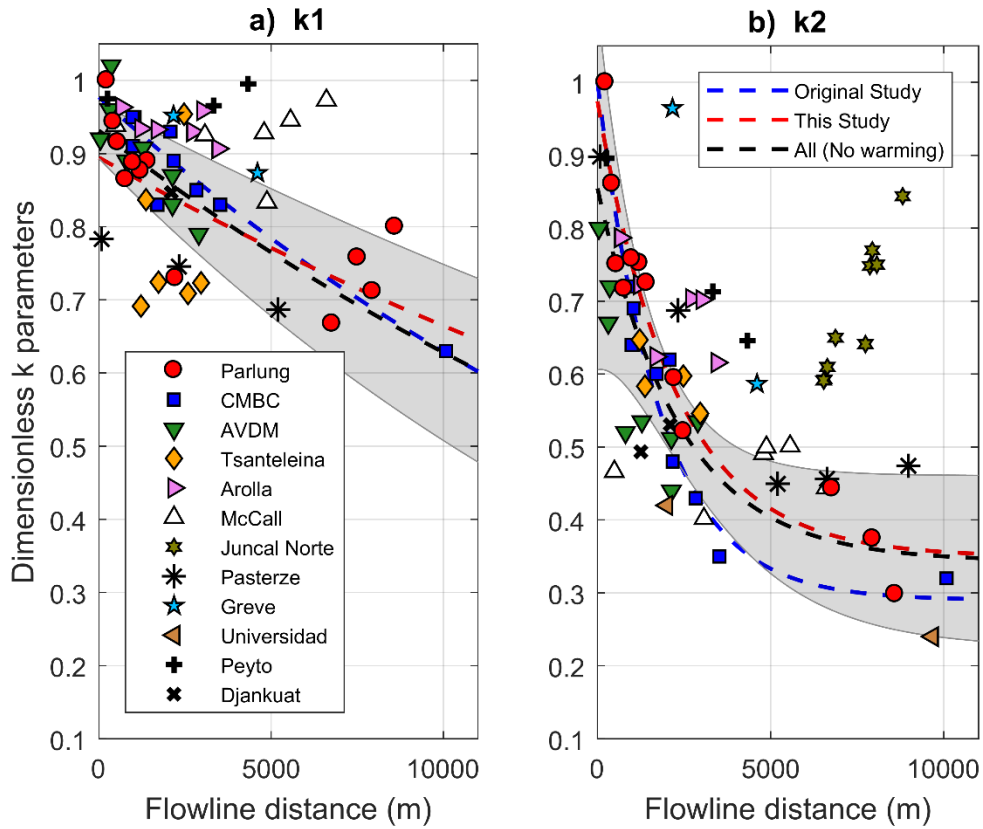 a) k1
b) k2
Dimensionless k parameters
1
0.9
0.8
0.7
0.6
0.5
0.4
0.3
0.2
0.1
0
5000
10000
Flowline distance (m)
Parlung
CMBC
AVDM
Tsanteleina
Arolla
McCall
Juncal Norte
Pasterze
Greve
Universidad
Peyto
Djankuat
1
0.9
0.8
0.7
0.6
0.5
0.4
0.3
0.2
0.1
0
5000
10000
Flowline distance (m)
Original Study
This Study
All (No warming)